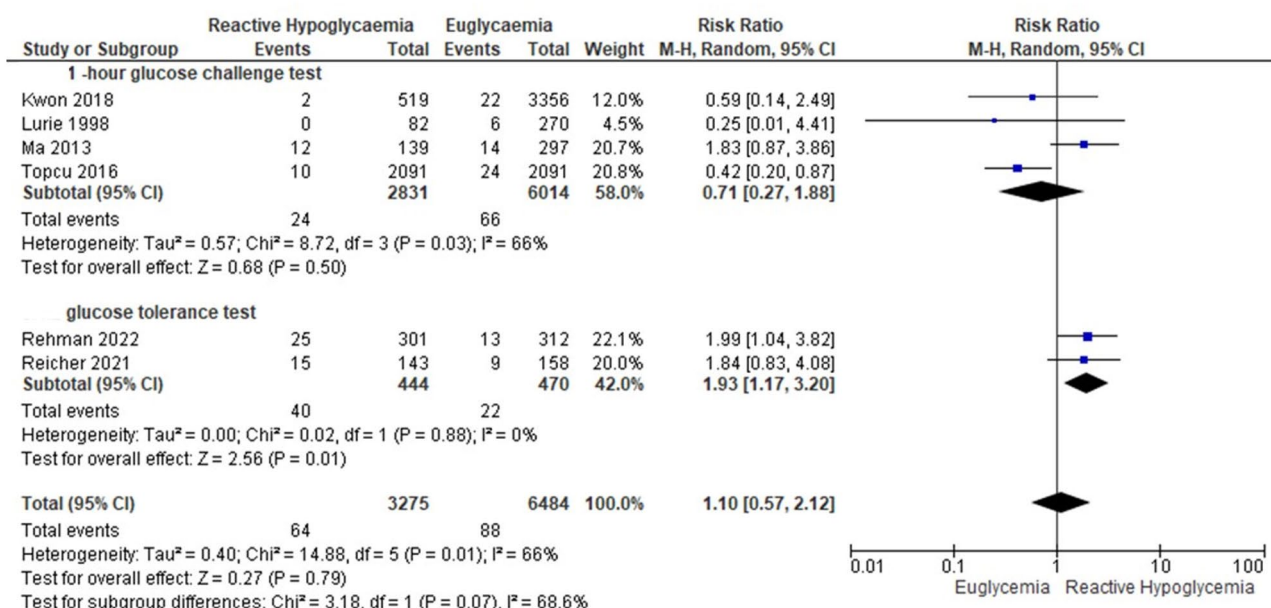 Reactive Hypoglycaemia Euglycaemia Risk Ratio Risk Ratio
Study or Subgroup Events Total Events Total Weight M-H, Random, 95% CI M-H, Random, 95% CI
1 -hour glucose challenge test
Kwon 2018 2 519 22 3356 12.0% 0.59 [0.14, 2.49]
Lurie 1998 0 82 6 270 4.5% 0.25 [0.01, 4.41]
Ma 2013 12 139 14 297 20.7% 1.83 [0.87, 3.86]
Topcu 2016 10 2091 24 2091 20.8% 0.42 [0.20, 0.87]
Subtotal (95% CI) 2831 6014 58.0% 0.71 [0.27, 1.88]
Total events 24 66
Heterogeneity: Tau² = 0.57; Chi² = 8.72, df = 3 (P = 0.03); I² = 66%
Test for overall effect: Z = 0.68 (P = 0.50)
glucose tolerance test
Rehman 2022 25 301 13 312 22.1% 1.99 [1.04, 3.82]
Reicher 2021 15 143 9 158 20.0% 1.84 [0.83, 4.08]
Subtotal (95% CI) 444 470 42.0% 1.93 [1.17, 3.20]
Total events 40 22
Heterogeneity: Tau² = 0.00; Chi² = 0.02, df = 1 (P = 0.88); I² = 0%
Test for overall effect: Z = 2.56 (P = 0.01)
Total (95% CI) 3275 6484 100.0% 1.10 [0.57, 2.12]
Total events 64 88
Heterogeneity: Tau² = 0.40; Chi² = 14.88, df = 5 (P = 0.01); I² = 66%
Test for overall effect: Z = 0.27 (P = 0.79)
Test for subgroup differences: Chi² = 3.18, df = 1 (P = 0.07), I² = 68.6%
0.01 0.1 1 10 100
Euglycemia Reactive Hypoglycemia